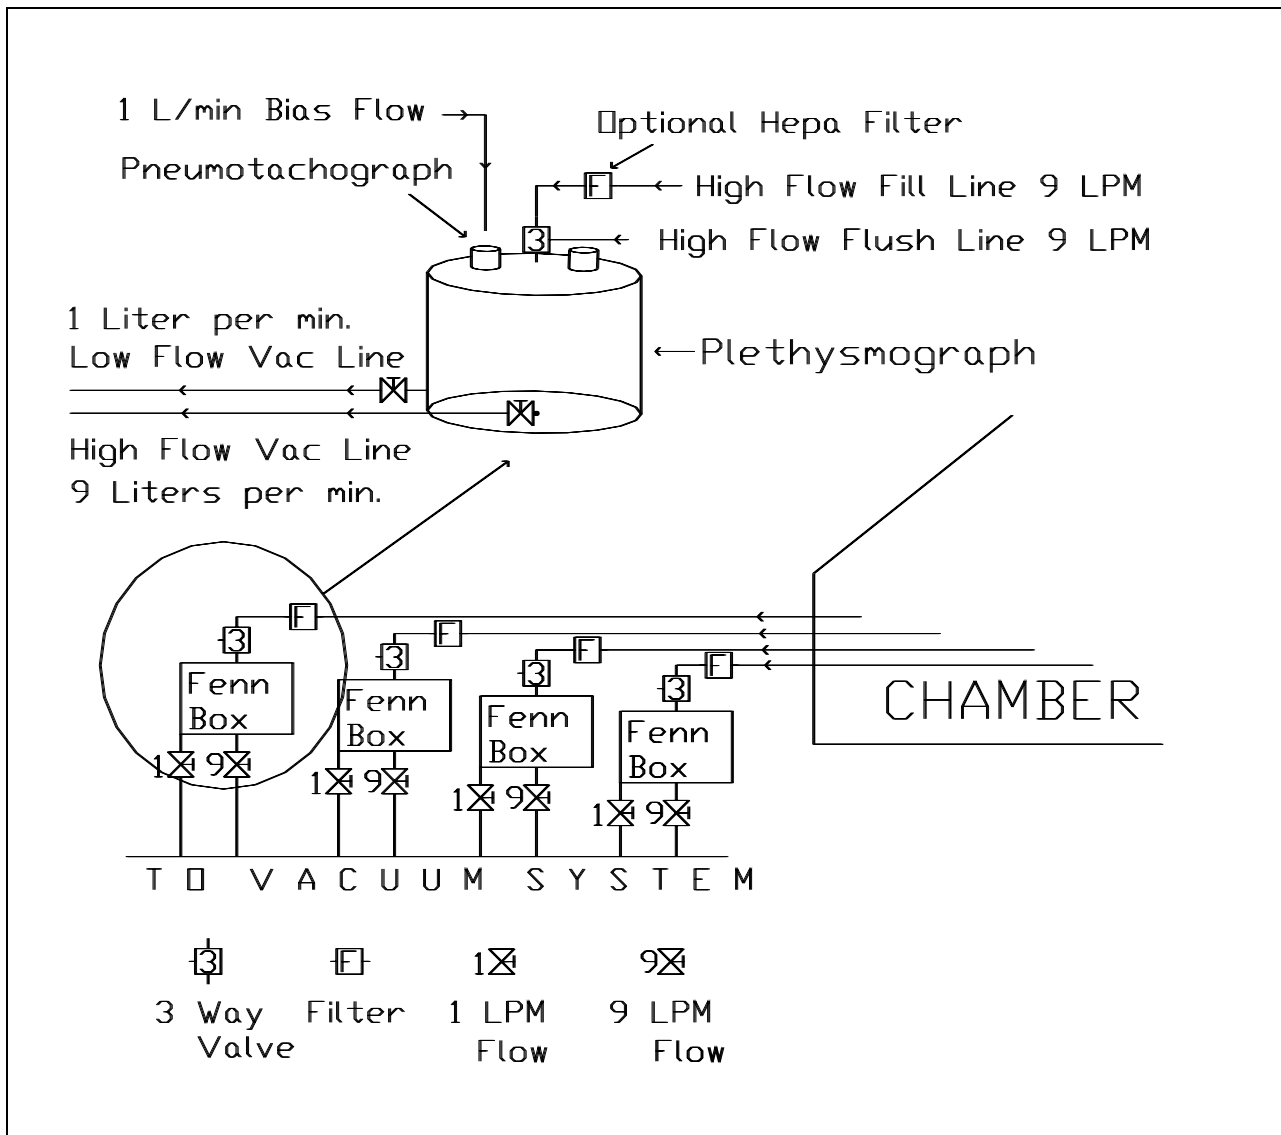 1 L/min Bias Flow
Optional Hepa Filter
Pneumotachograph
F
High Flow Fill Line 9 LPM
3
High Flow Flush Line 9 LPM
1 Liter per min.
Low Flow Vac Line
Plethysmograph
High Flow Vac Line
9 Liters per min.
F
F
F
F
3
3
3
3
CHAMBER
Fenn
Box
Fenn
Box
Fenn
Box
Fenn
Box
1 9
1 9
1 9
1 9
TO VACUUM SYSTEM
3 F 1 9
3 Way
Valve
Filter
1 LPM
Flow
9 LPM
Flow